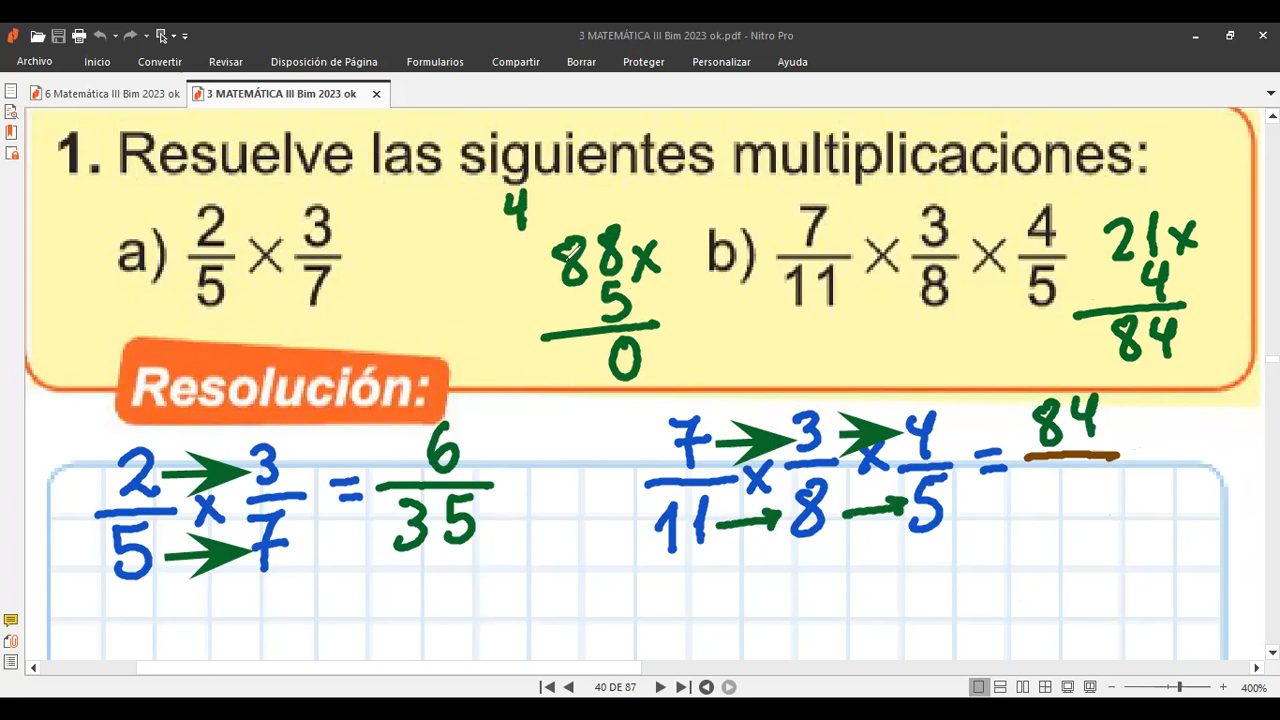 3 MATEMÁTICA III Bim 2023 ok.pdf - Nitro Pro
Archivo Inicio Convertir Revisar Disposición de Página Formularios Compartir Borrar Proteger Personalizar Ayuda
6 Matemática III Bim 2023 ok 3 MATEMÁTICA III Bim 2023 ok
1. Resuelve las siguientes multiplicaciones:
a) 2/5 × 3/7
4
88x
5
0
b) 7/11 × 3/8 × 4/5
21x
4
84
Resolución:
2/5 x 3/7 = 6/35
7/11 x 3/8 x 4/5 = 84
40 DE 87
400%